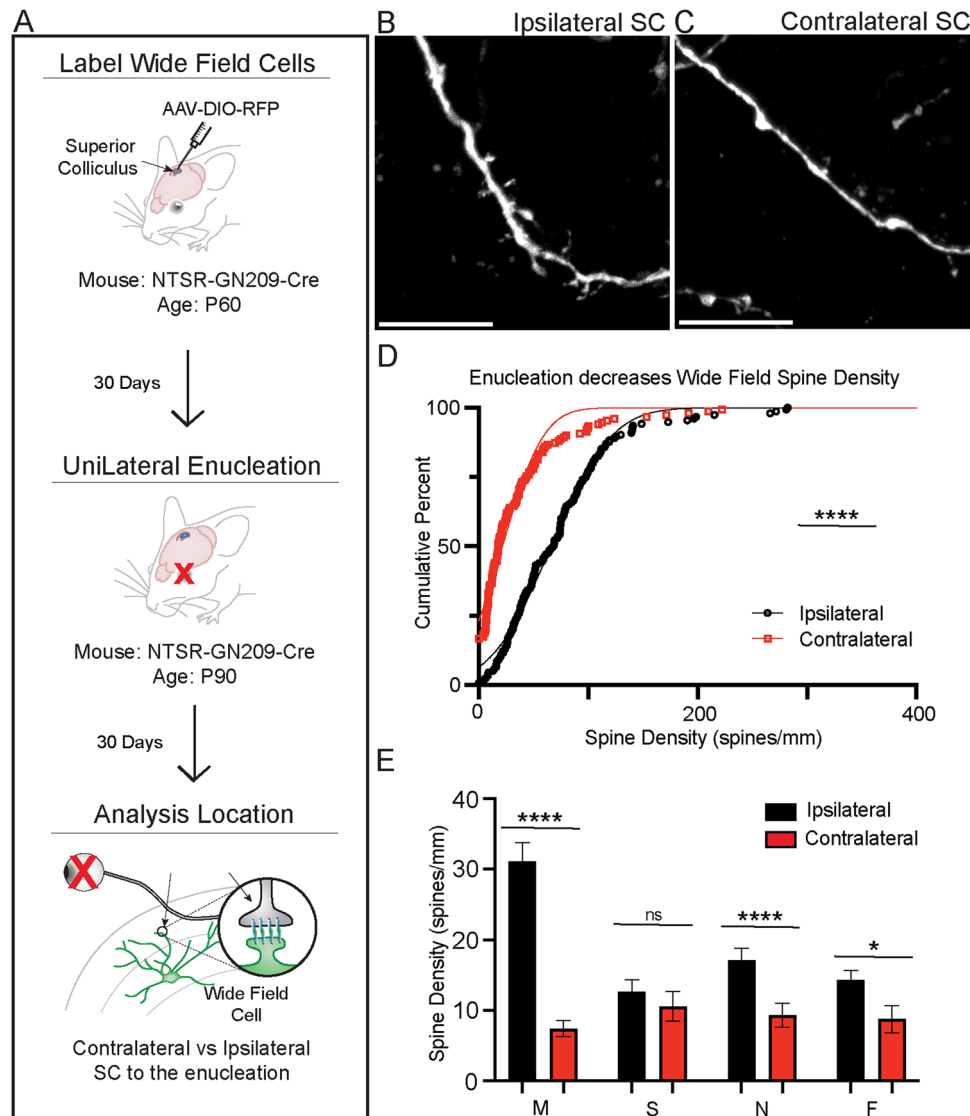 A
Label Wide Field Cells
AAV-DIO-RFP
Superior
Colliculus
Mouse: NTSR-GN209-Cre
Age: P60
30 Days
UniLateral Enucleation
X
Mouse: NTSR-GN209-Cre
Age: P90
30 Days
Analysis Location
X
Wide Field
Cell
Contralateral vs Ipsilateral
SC to the enucleation
B
Ipsilateral SC
C
Contralateral SC
D
Enucleation decreases Wide Field Spine Density
100
50
0
Cumulative Percent
****
Ipsilateral
Contralateral
0 200 400
Spine Density (spines/mm)
E
40
30
20
10
0
Spine Density (spines/mm)
Ipsilateral
Contralateral
****
ns
****
*
M S N F